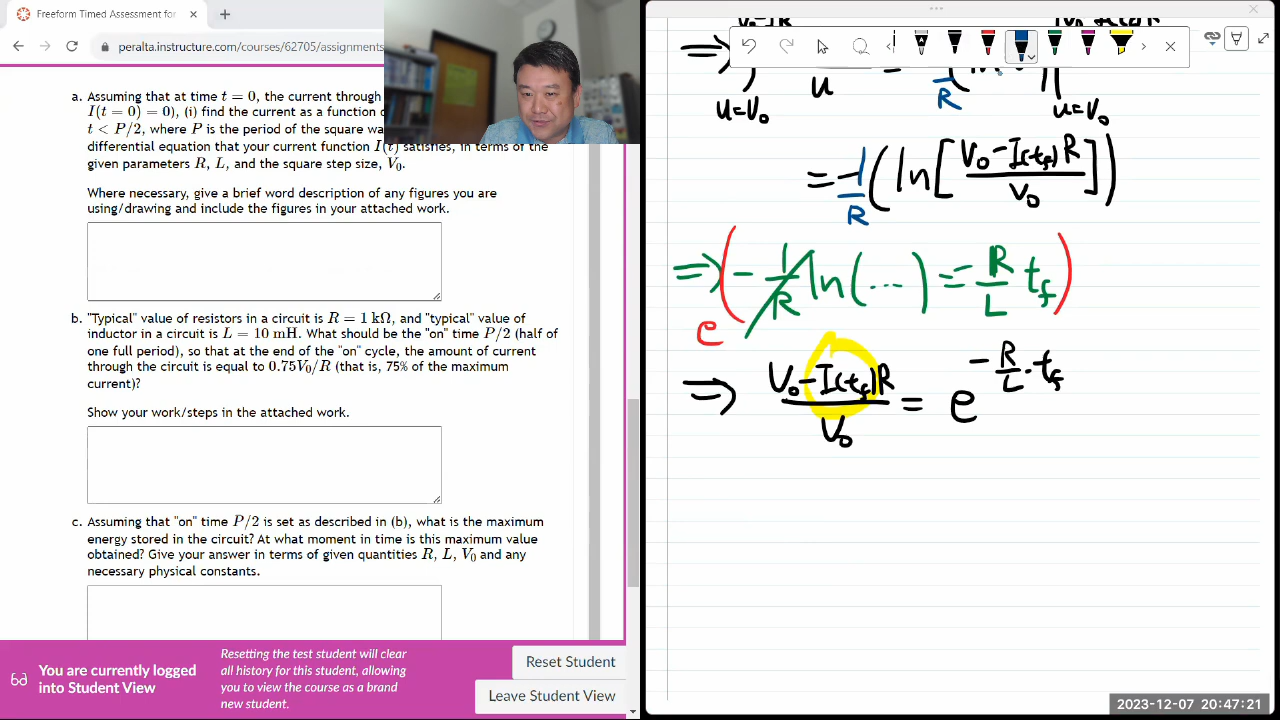 Freeform Timed Assessment for
peralta.instructure.com/courses/62705/assignments
a. Assuming that at time t = 0, the current through
I(t = 0) = 0), (i) find the current as a function
t < P/2, where P is the period of the square wa
differential equation that your current function I(t) satisfies, in terms of the
given parameters R, L, and the square step size, V₀.
Where necessary, give a brief word description of any figures you are
using/drawing and include the figures in your attached work.
b. "Typical" value of resistors in a circuit is R = 1 kΩ, and "typical" value of
inductor in a circuit is L = 10 mH. What should be the "on" time P/2 (half of
one full period), so that at the end of the "on" cycle, the amount of current
through the circuit is equal to 0.75V₀/R (that is, 75% of the maximum
current)?
Show your work/steps in the attached work.
c. Assuming that "on" time P/2 is set as described in (b), what is the maximum
energy stored in the circuit? At what moment in time is this maximum value
obtained? Give your answer in terms of given quantities R, L, V₀ and any
necessary physical constants.
You are currently logged
into Student View
Resetting the test student will clear
all history for this student, allowing
you to view the course as a brand
new student.
Reset Student
Leave Student View
⇒ u = 1/R
u=V₀ u=V₀
= -1/R (ln[(V₀-I(t_f)R)/V₀])
⇒ (- 1/R ln(...) = - R/L t_f)
e
⇒ (V₀-I(t_f)R)/V₀ = e^(-R/L·t_f)
2023-12-07 20:47:21